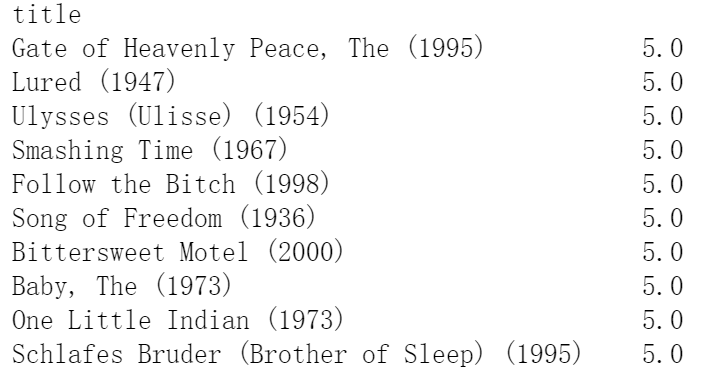 title
Gate of Heavenly Peace, The (1995) 5.0
Lured (1947) 5.0
Ulysses (Ulisse) (1954) 5.0
Smashing Time (1967) 5.0
Follow the Bitch (1998) 5.0
Song of Freedom (1936) 5.0
Bittersweet Motel (2000) 5.0
Baby, The (1973) 5.0
One Little Indian (1973) 5.0
Schlafes Bruder (Brother of Sleep) (1995) 5.0